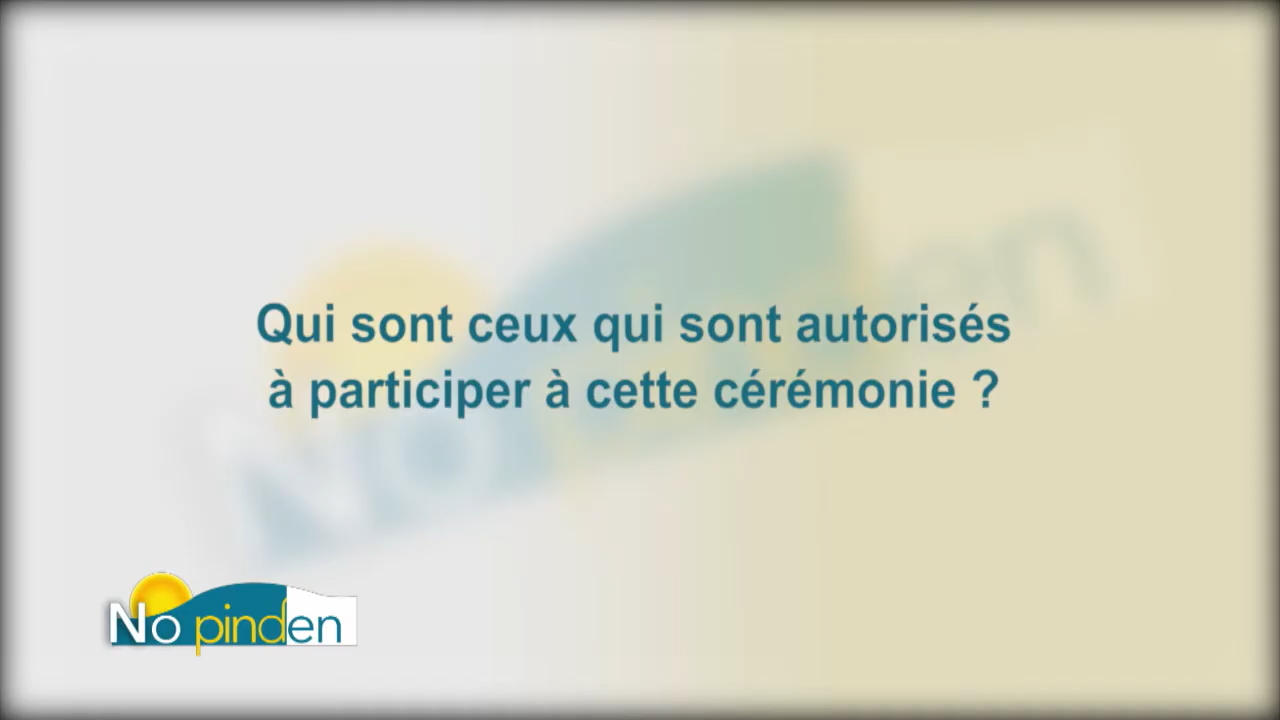 Qui sont ceux qui sont autorisés
à participer à cette cérémonie ?
No pinden